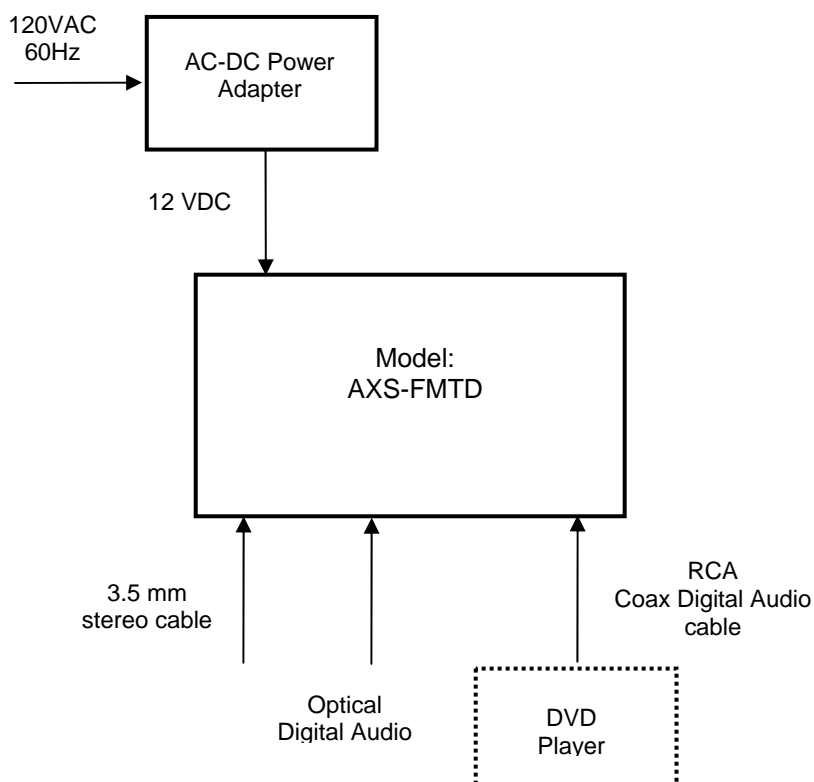 120VAC
60Hz
AC-DC Power
Adapter
12 VDC
Model:
AXS-FMTD
3.5 mm
stereo cable
RCA
Coax Digital Audio
cable
Optical
Digital Audio
DVD
Player